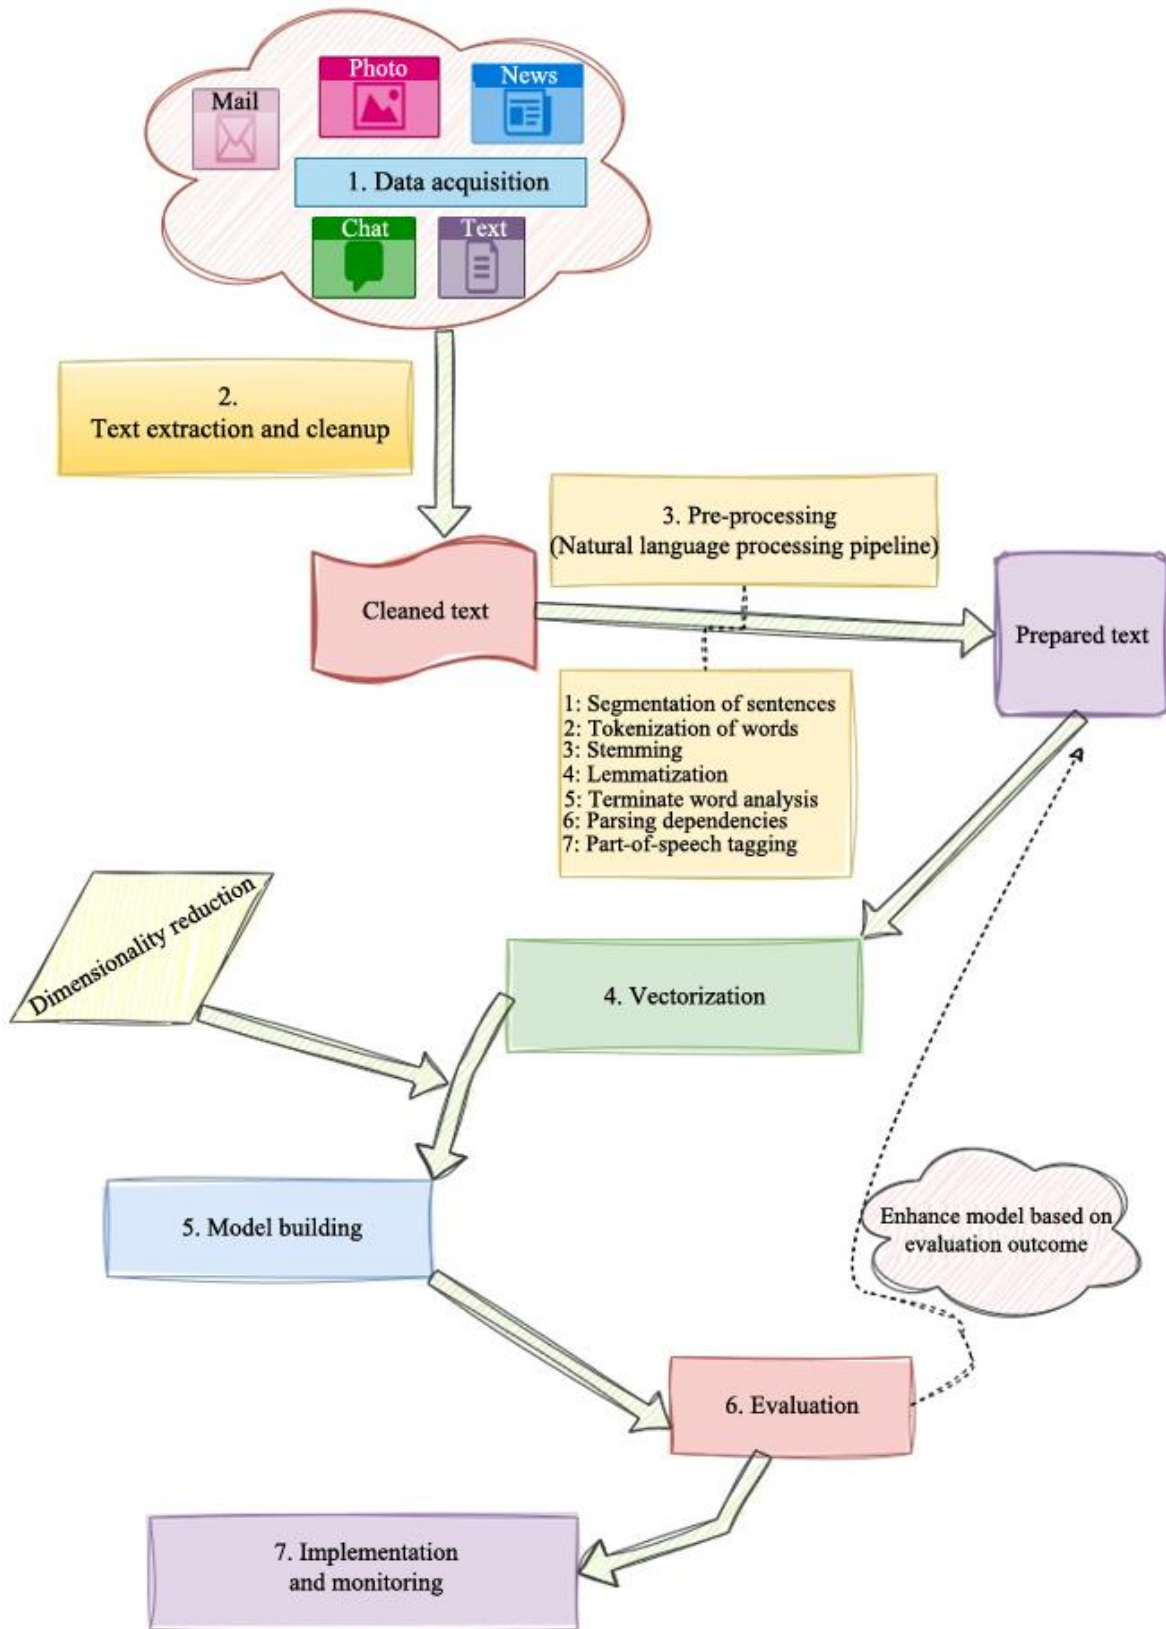 Photo
News
Mail
1. Data acquisition
Chat
Text
2.
Text extraction and cleanup
3. Pre-processing
(Natural language processing pipeline)
Cleaned text
Prepared text
1: Segmentation of sentences
2: Tokenization of words
3: Stemming
4: Lemmatization
5: Terminate word analysis
6: Parsing dependencies
7: Part-of-speech tagging
Dimensionality reduction
4. Vectorization
5. Model building
Enhance model based on
evaluation outcome
6. Evaluation
7. Implementation
and monitoring